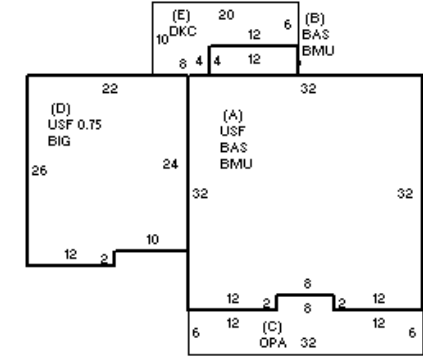 (E) 20 (B)
DKC 12 6 BAS
10 BMU
8 4 4 12
22 32
(D) (A)
USF 0.75 USF
BIG BAS
BMU
26 24
32 32
10
12 2
8
12 2 8 2 12
6 12 (C) 12 6
OPA 32